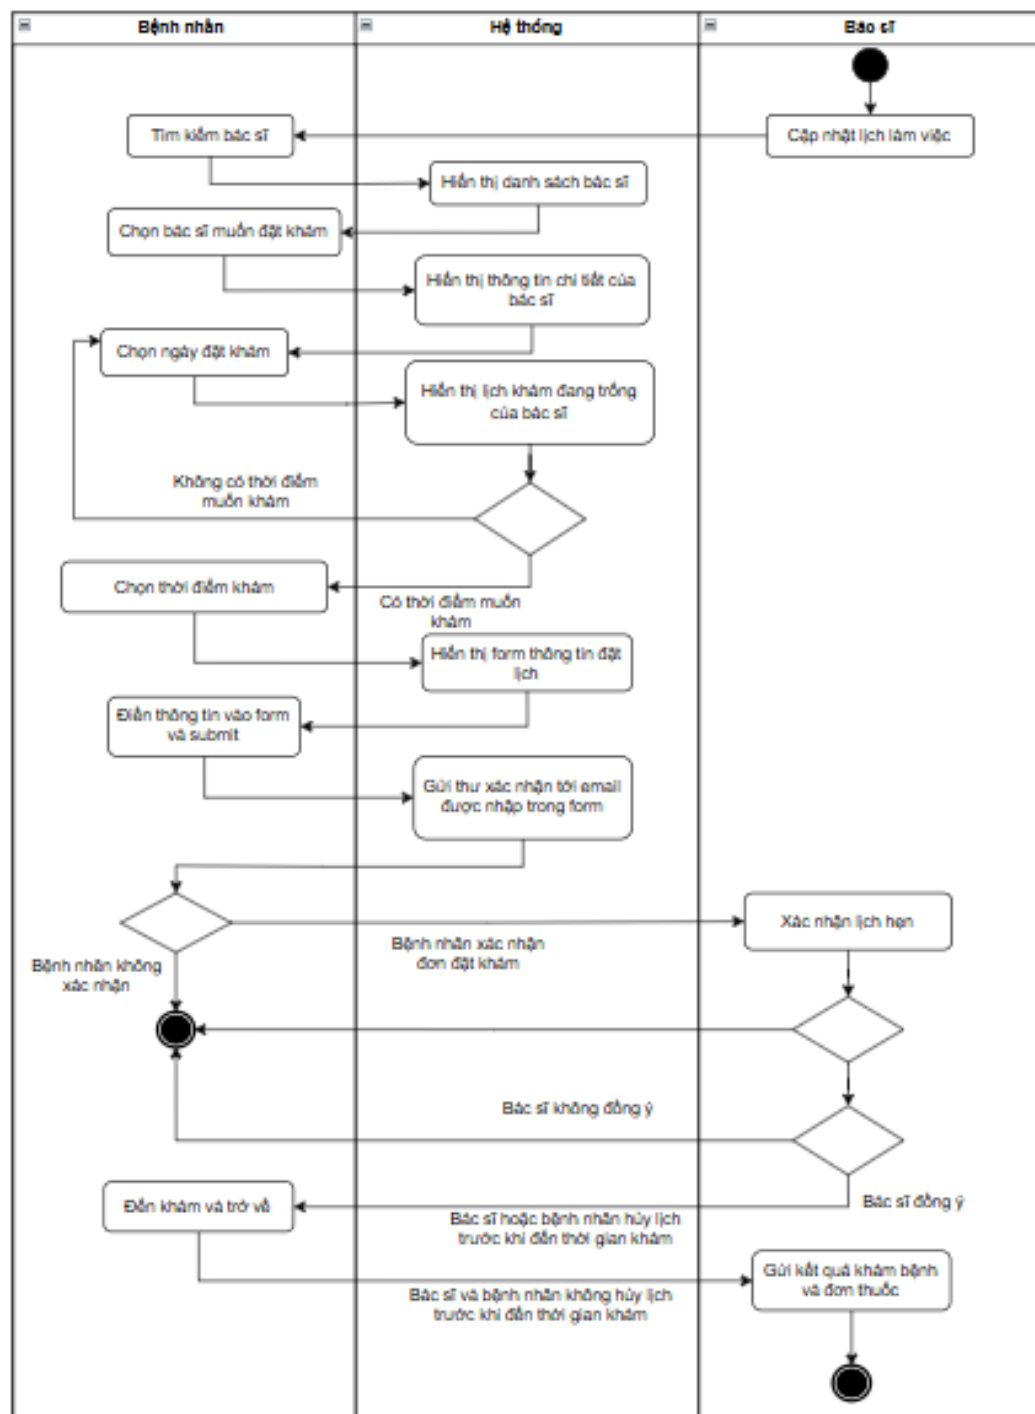 Bệnh nhân
Hệ thống
Bác sĩ
Cập nhật lịch làm việc
Tìm kiếm bác sĩ
Hiển thị danh sách bác sĩ
Chọn bác sĩ muốn đặt khám
Hiển thị thông tin chi tiết của
bác sĩ
Chọn ngày đặt khám
Hiển thị lịch khám đang trống
của bác sĩ
Không có thời điểm
muốn khám
Chọn thời điểm khám
Có thời điểm muốn
khám
Hiển thị form thông tin đặt
lịch
Điền thông tin vào form
và submit
Gửi thư xác nhận tới email
được nhập trong form
Bệnh nhân không
xác nhận
Bệnh nhân xác nhận
đơn đặt khám
Xác nhận lịch hẹn
Bác sĩ không đồng ý
Bác sĩ đồng ý
Đến khám và trở về
Bác sĩ hoặc bệnh nhân hủy lịch
trước khi đến thời gian khám
Gửi kết quả khám bệnh
và đơn thuốc
Bác sĩ và bệnh nhân không hủy lịch
trước khi đến thời gian khám